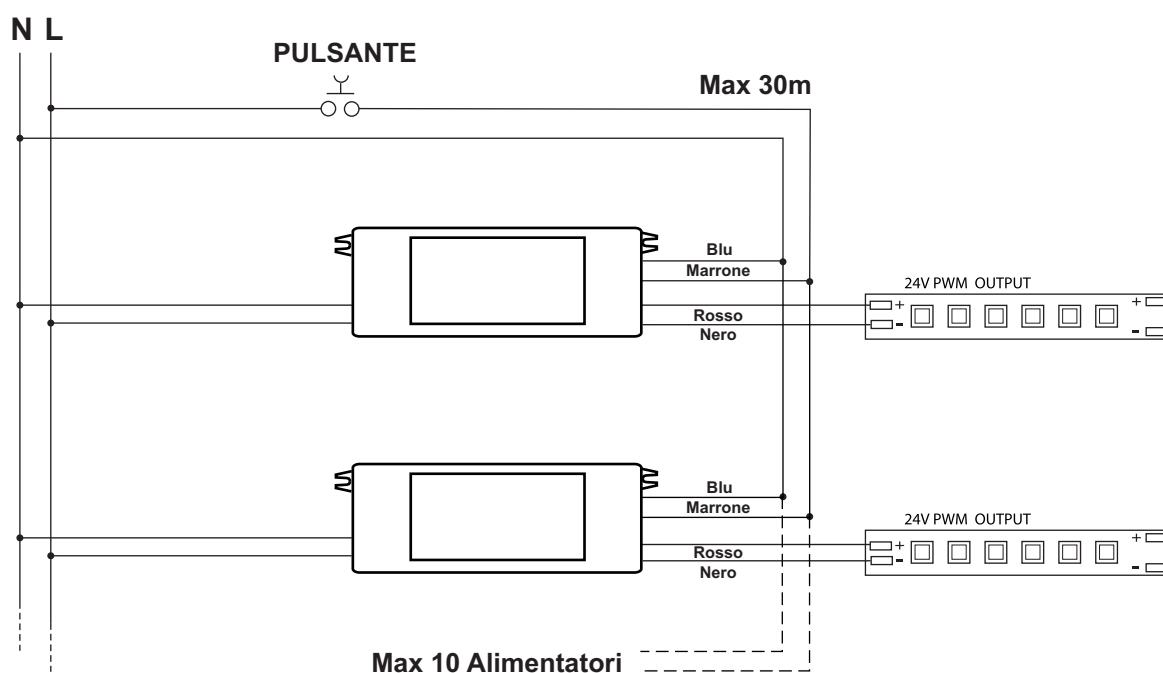 N L
PULSANTE
Max 30m
Blu
Marrone
24V PWM OUTPUT
+
+
Rosso
-
-
Nero
Blu
Marrone
24V PWM OUTPUT
+
+
Rosso
-
-
Nero
Max 10 Alimentatori